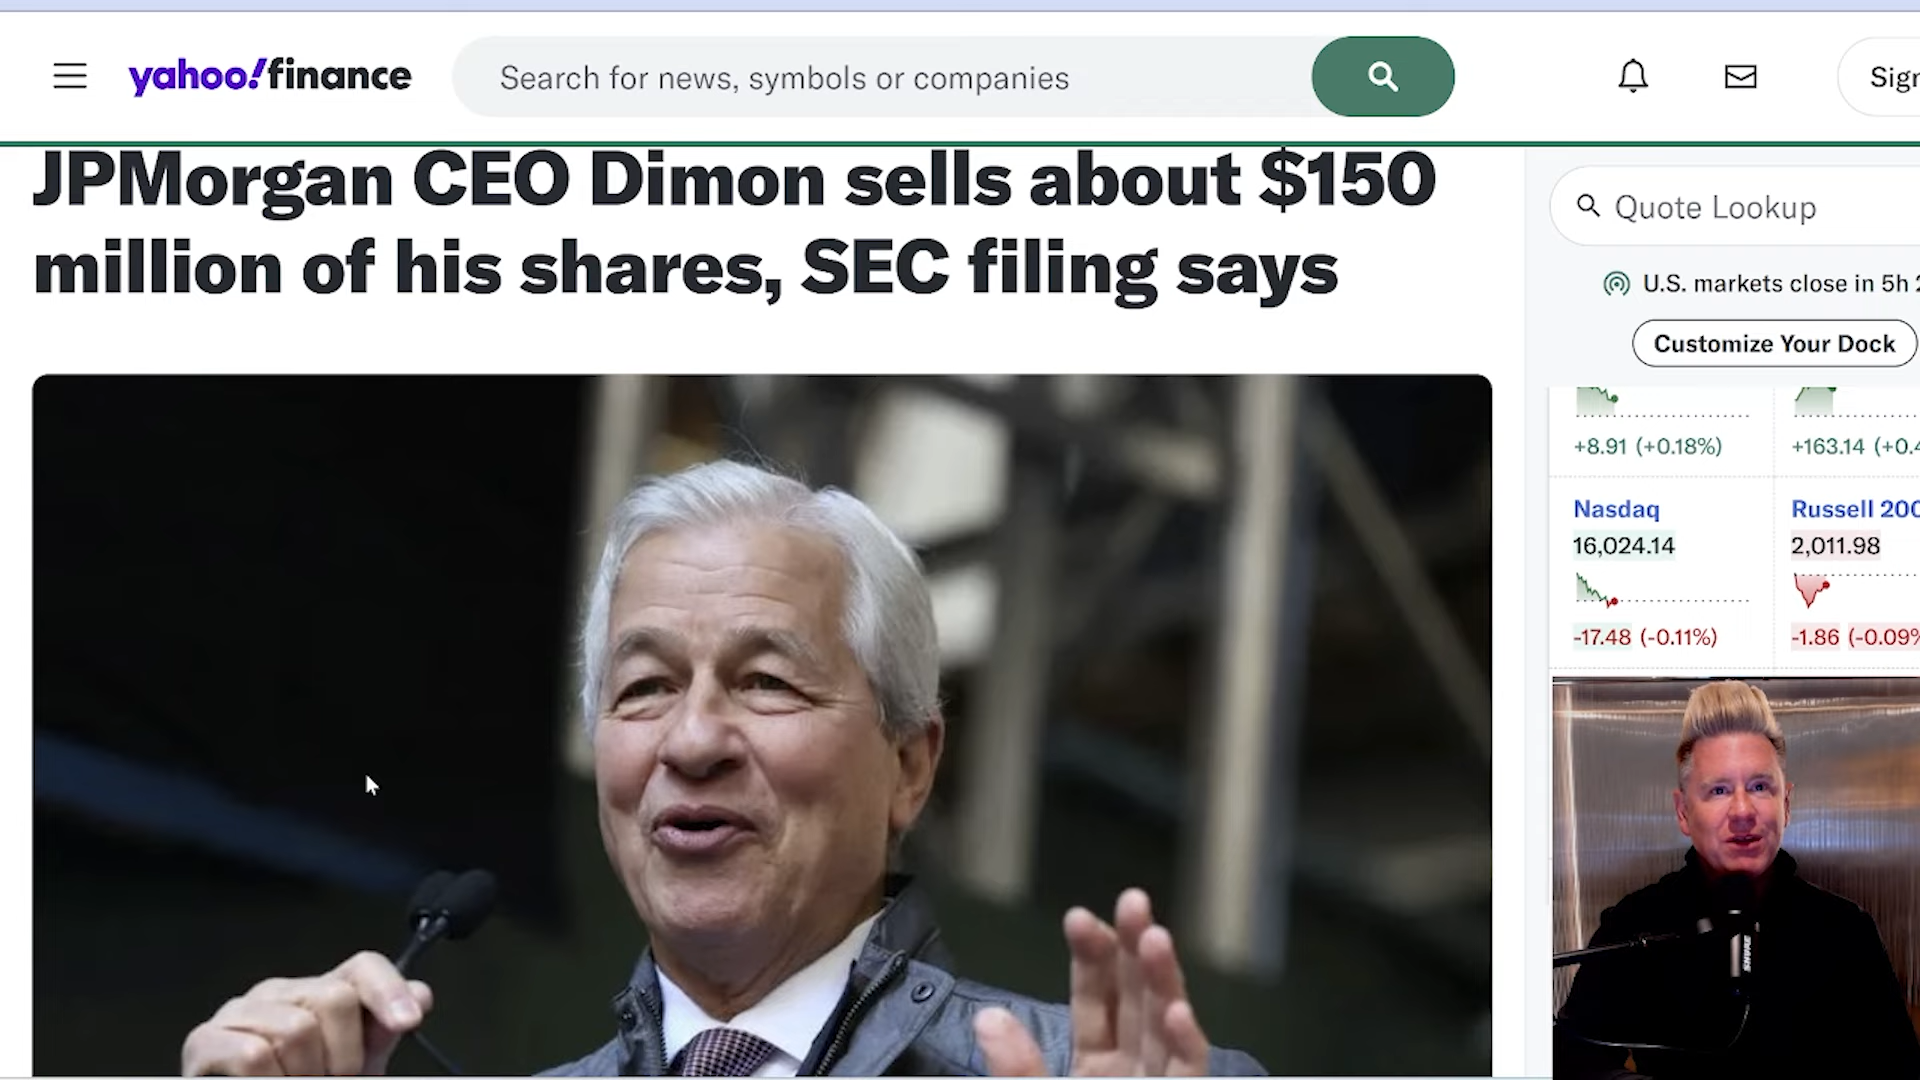 yahoo!finance
Search for news, symbols or companies
Sign
JPMorgan CEO Dimon sells about $150
million of his shares, SEC filing says
Quote Lookup
U.S. markets close in 5h 2
Customize Your Dock
+8.91 (+0.18%)
+163.14 (+0.4
Nasdaq
16,024.14
-17.48 (-0.11%)
Russell 200
2,011.98
-1.86 (-0.09%
SHURE